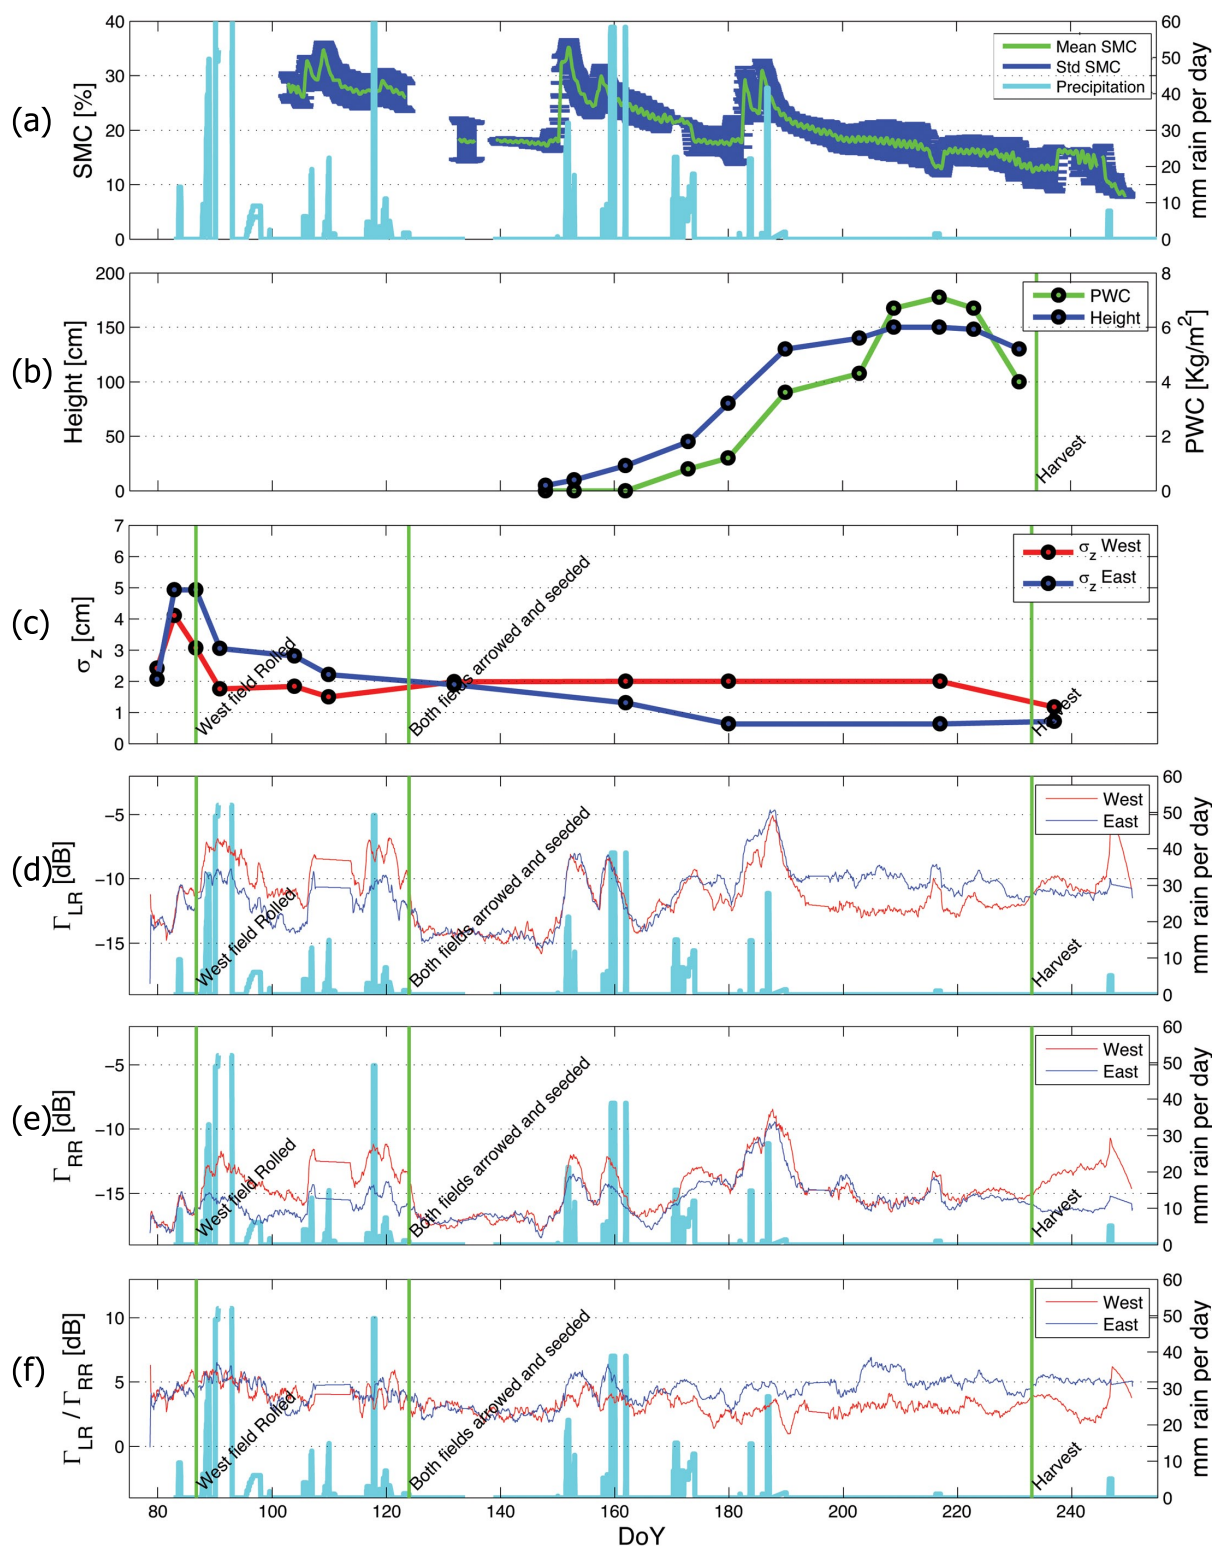 (a)
SMC [%]
40
30
20
10
0
60
50
40
30
20
10
0
mm rain per day
Mean SMC
Std SMC
Precipitation
(b)
Height [cm]
200
150
100
50
0
8
6
4
2
0
PWC [Kg/m²]
PWC
Height
Harvest
(c)
σz [cm]
7
6
5
4
3
2
1
0
σz West
σz East
West field Rolled
Both fields arrowed and seeded
Harvest
(d)
ΓLR [dB]
−5
−10
−15
60
50
40
30
20
10
0
mm rain per day
West
East
West field Rolled
Both fields arrowed and seeded
Harvest
(e)
ΓRR [dB]
−5
−10
−15
60
50
40
30
20
10
0
mm rain per day
West
East
West field Rolled
Both fields arrowed and seeded
Harvest
(f)
ΓLR / ΓRR [dB]
10
5
0
60
50
40
30
20
10
0
mm rain per day
West
East
West field Rolled
Both fields arrowed and seeded
Harvest
80 100 120 140 160 180 200 220 240
DoY